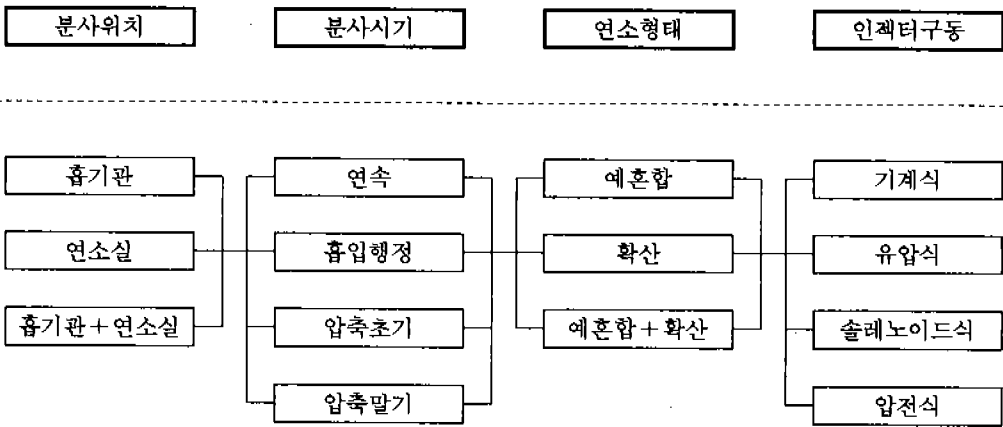 분사위치 분사시기 연소형태 인젝터구동
흡기관 연속 예혼합 기계식
연소실 흡입행정 확산 유압식
흡기관+연소실 압축초기 예혼합+확산 솔레노이드식
압축말기 압전식